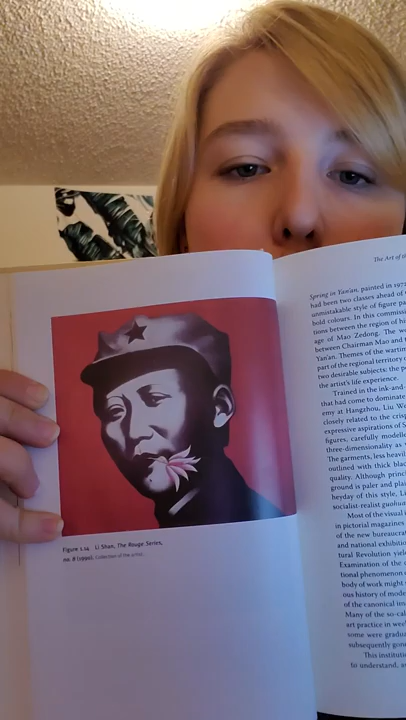 Figure 1.14 Li Shan, The Rouge Series,
no. 8 (1990). Collection of the artist.
The Art of
Spring in Yan'an, painted in 1972
had been two classes ahead of
unmistakable style of figure pa
bold colours. In this commissi
tions between the region of hi
age of Mao Zedong. The w
between Chairman Mao and t
Yan'an. Themes of the wartim
part of the regional territory
two desirable subjects: the p
the artist's life experience.
Trained in the ink-and-
that had come to dominate
emy at Hangzhou, Liu W
closely related to the crisp
expressive aspirations of S
figures, carefully modelle
three-dimensionality as
The garments, less heavil
outlined with thick blac
quality. Although princi
ground is paler and plai
heyday of this style, Li
socialist-realist guohua
Most of the visual
in pictorial magazines
of the new bureaucra
and national exhibitio
tural Revolution yiel
Examination of the c
tional phenomenon
body of work might
ous history of mode
of the canonical ins
Many of the so-cal
art practice in wes
some were gradu
subsequently gon
This institutio
to understand, a